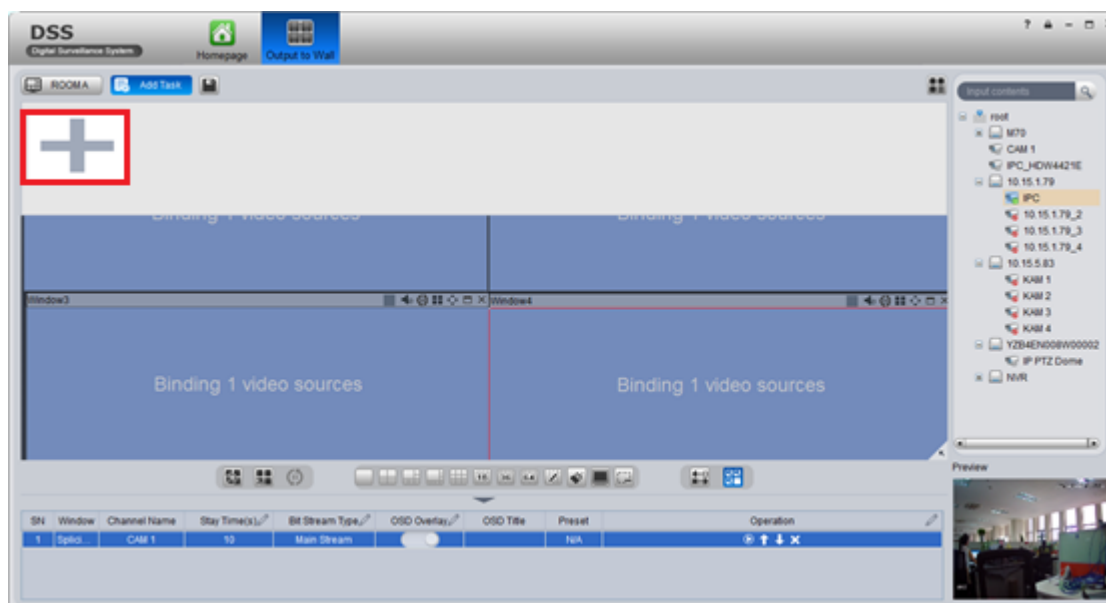 DSS
Digital Surveillance System
Homepage
Output to Wall
ROOMA
Add Task
Input contents
root
M70
CAM 1
IPC_HDW4421E
10.15.1.79
IPC
10.15.1.79_2
10.15.1.79_3
10.15.1.79_4
10.15.5.83
KAM 1
KAM 2
KAM 3
KAM 4
YZB4EN008W00002
IP PTZ Dome
NVR
Binding 1 video sources
Binding 1 video sources
Window3
Window4
Binding 1 video sources
Binding 1 video sources
Preview
SN Window Channel Name Stay Time(s) Bit Stream Type OSD Overlay OSD Title Preset Operation
1 Splici... CAM 1 10 Main Stream N/A